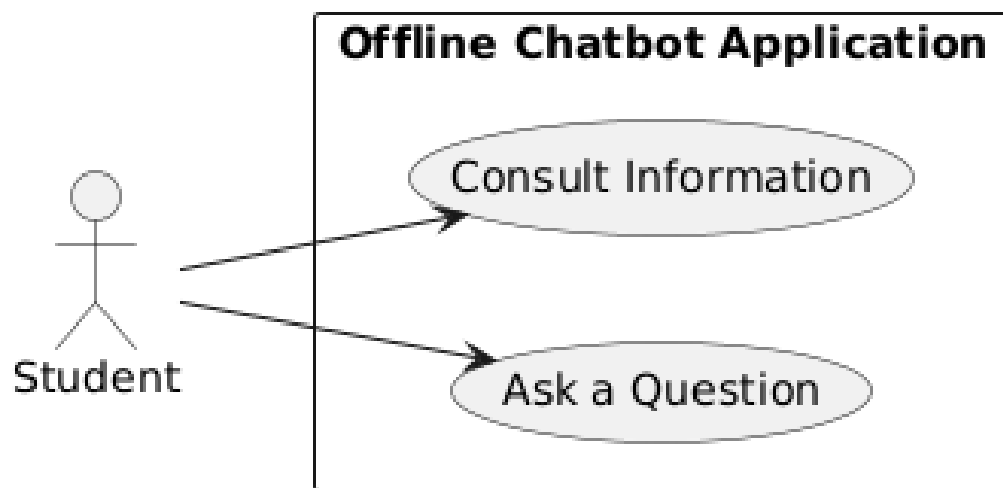 Offline Chatbot Application
Consult Information
Student
Ask a Question